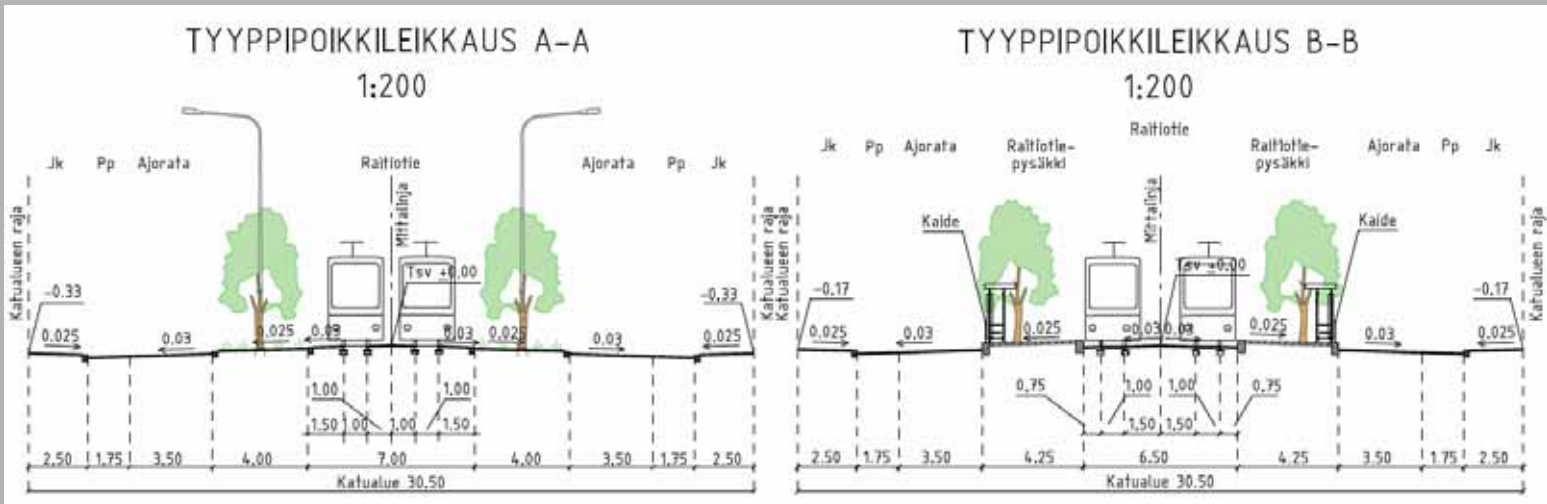 TYYPPIPOIKKILEIKKAUS A-A
1:200
Jk Pp Ajorata Raitiotie Ajorata Pp Jk
Katualueen raja
Mittalinja
Katualueen raja
Tsv +0.00
-0.33
-0.33
0.025 0.03 0.025 0.03 0.03 0.025 0.03 0.025
1.00 1.00
1.50 1.00 1.00 1.50
2.50 1.75 3.50 4.00 7.00 4.00 3.50 1.75 2.50
Katualue 30.50
TYYPPIPOIKKILEIKKAUS B-B
1:200
Raitiotie
Jk Pp Ajorata Raitiotie- Raitiotie- Ajorata Pp Jk
pysäkki pysäkki
Katualueen raja
Mittalinja
Katualueen raja
Kaide Kaide
Tsv +0.00
-0.17
-0.17
0.025 0.03 0.025 0.03 0.03 0.025 0.03 0.025
0.75 1.00 1.00 0.75
1.50 1.50
2.50 1.75 3.50 4.25 6.50 4.25 3.50 1.75 2.50
Katualue 30.50